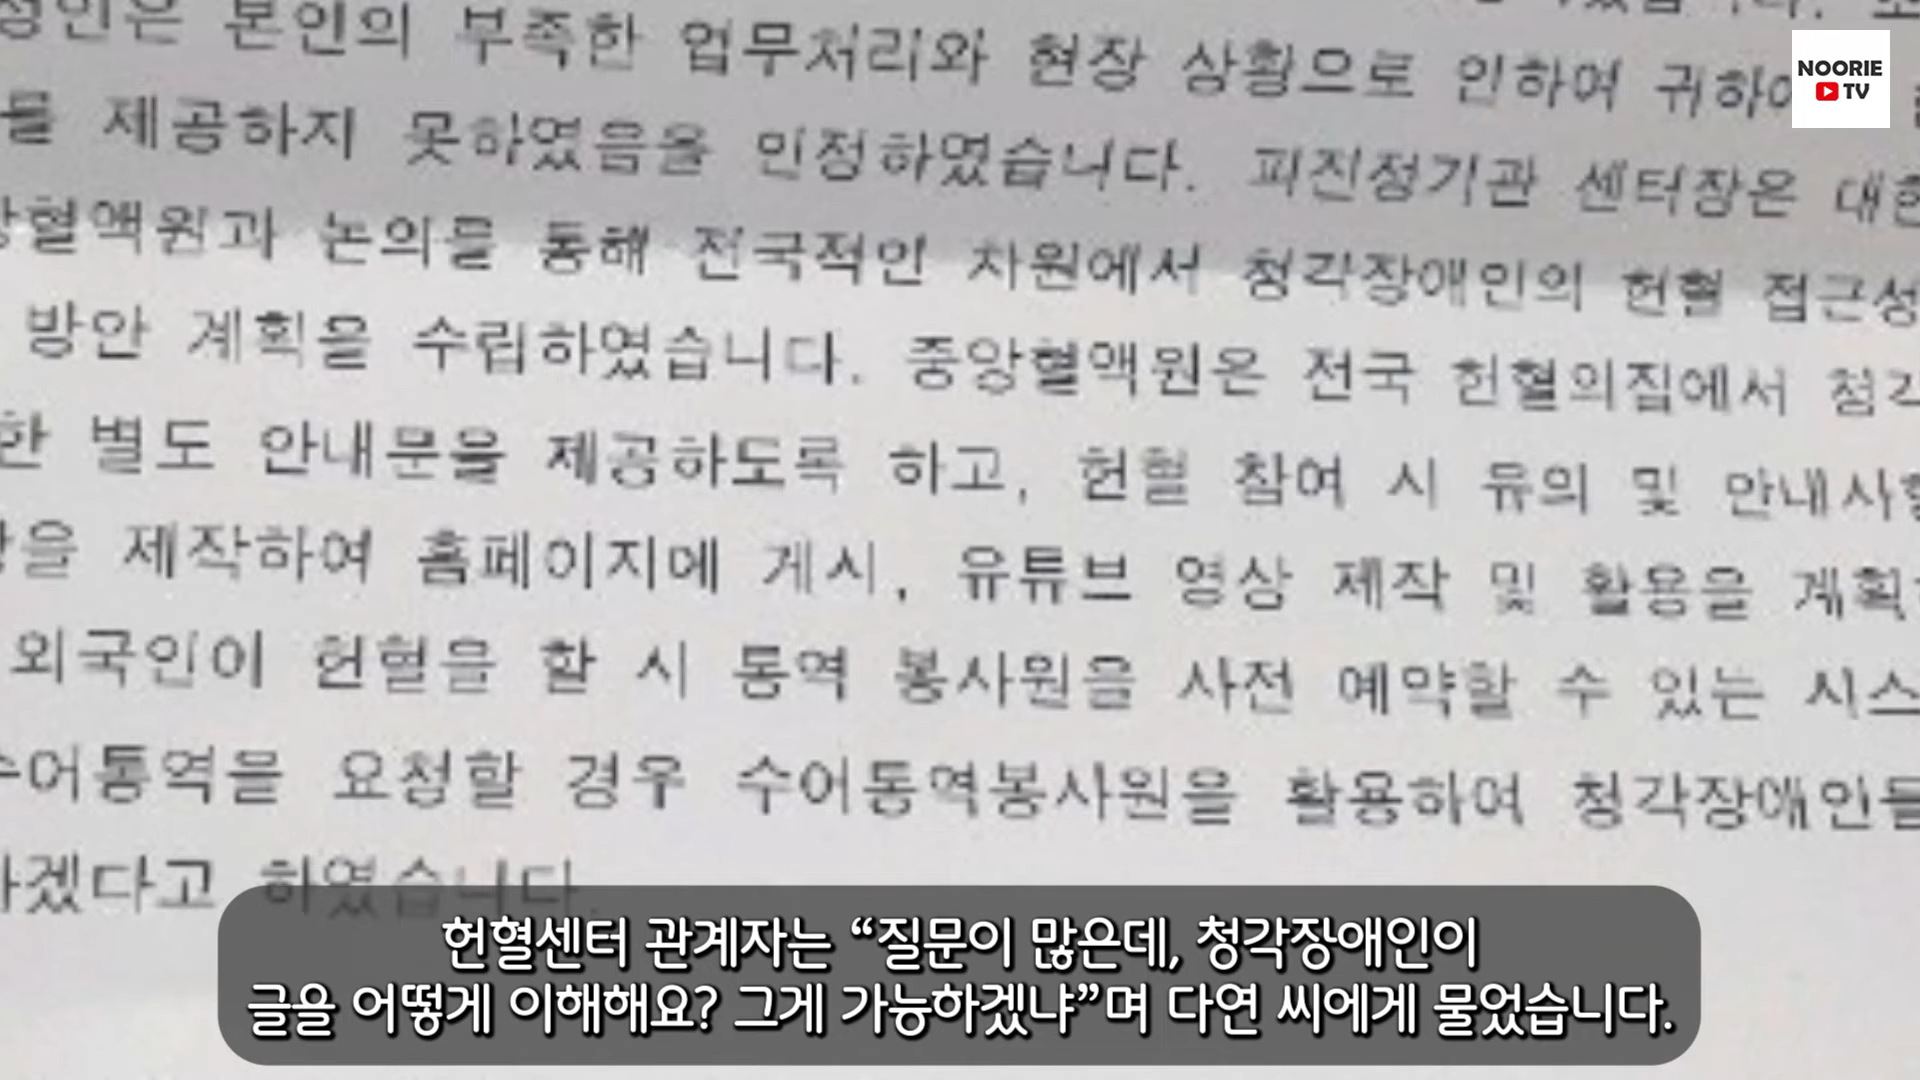 정인은 본인의 부족한 업무처리와 현장 상황으로 인하여 귀하에
NOORIE
TV
를 제공하지 못하였음을 인정하였습니다. 피진정기관 센터장은 대한
혈액원과 논의를 통해 전국적인 차원에서 청각장애인의 헌혈 접근성
방안 계획을 수립하였습니다. 중앙혈액원은 전국 헌혈의집에서 청각
한 별도 안내문을 제공하도록 하고, 헌혈 참여 시 유의 및 안내사항
을 제작하여 홈페이지에 게시, 유튜브 영상 제작 및 활용을 계획
외국인이 헌혈을 할 시 통역 봉사원을 사전 예약할 수 있는 시스
수어통역을 요청할 경우 수어통역봉사원을 활용하여 청각장애인들
하겠다고 하였습니다.
헌혈센터 관계자는 “질문이 많은데, 청각장애인이
글을 어떻게 이해해요? 그게 가능하겠냐”며 다연 씨에게 물었습니다.